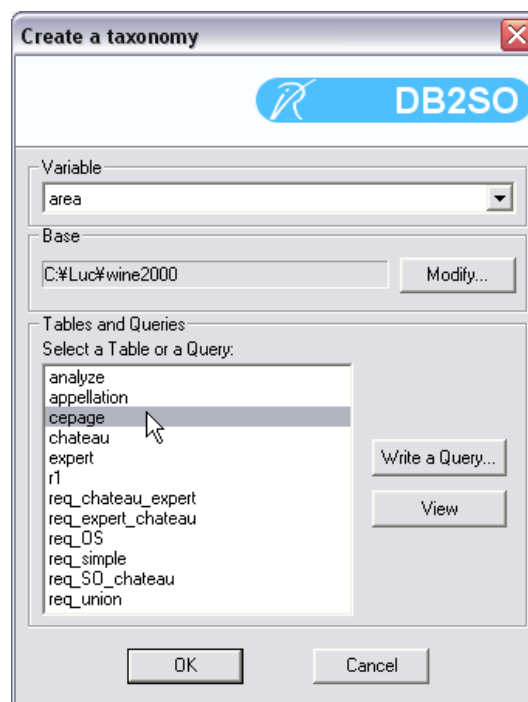 Create a taxonomy
DB2SO
Variable
area
Base
C:¥Luc¥wine2000
Modify...
Tables and Queries
Select a Table or a Query:
analyze
appellation
cepage
chateau
expert
r1
req_chateau_expert
req_expert_chateau
req_OS
req_simple
req_SO_chateau
req_union
Write a Query...
View
OK
Cancel